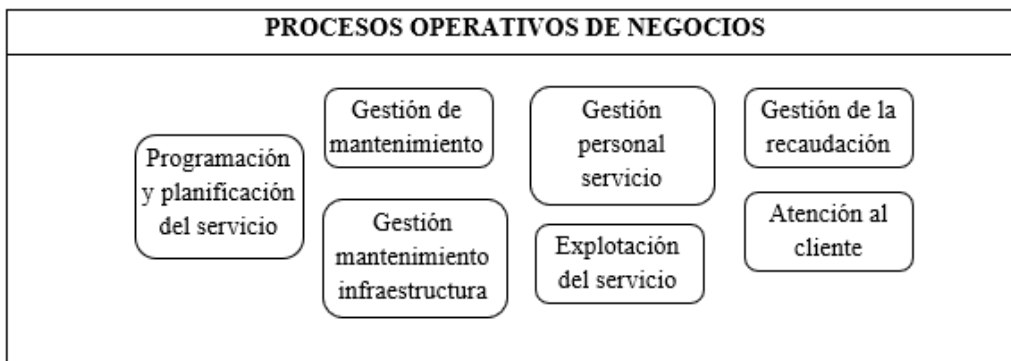 PROCESOS OPERATIVOS DE NEGOCIOS
Programación
y planificación
del servicio
Gestión de
mantenimiento
Gestión
mantenimiento
infraestructura
Gestión
personal
servicio
Explotación
del servicio
Gestión de la
recaudación
Atención al
cliente